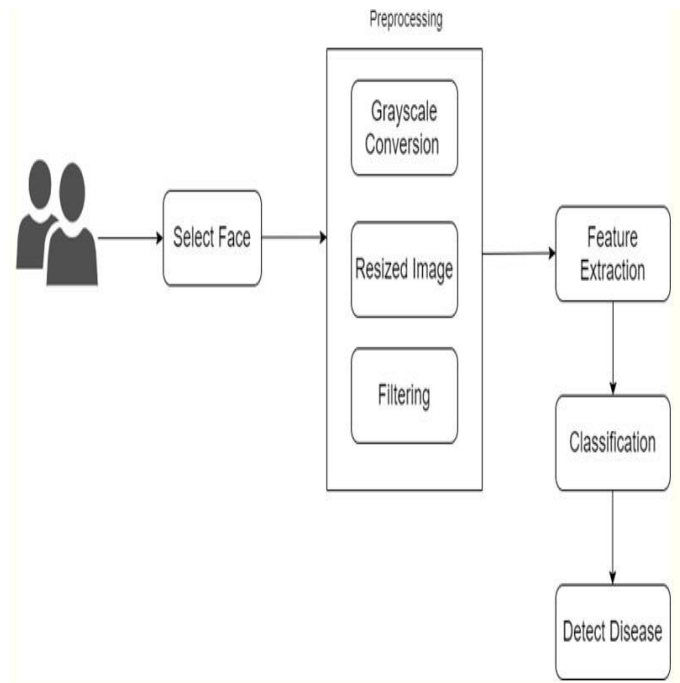 Preprocessing
Grayscale
Conversion
Select Face
Resized Image
Filtering
Feature
Extraction
Classification
Detect Disease